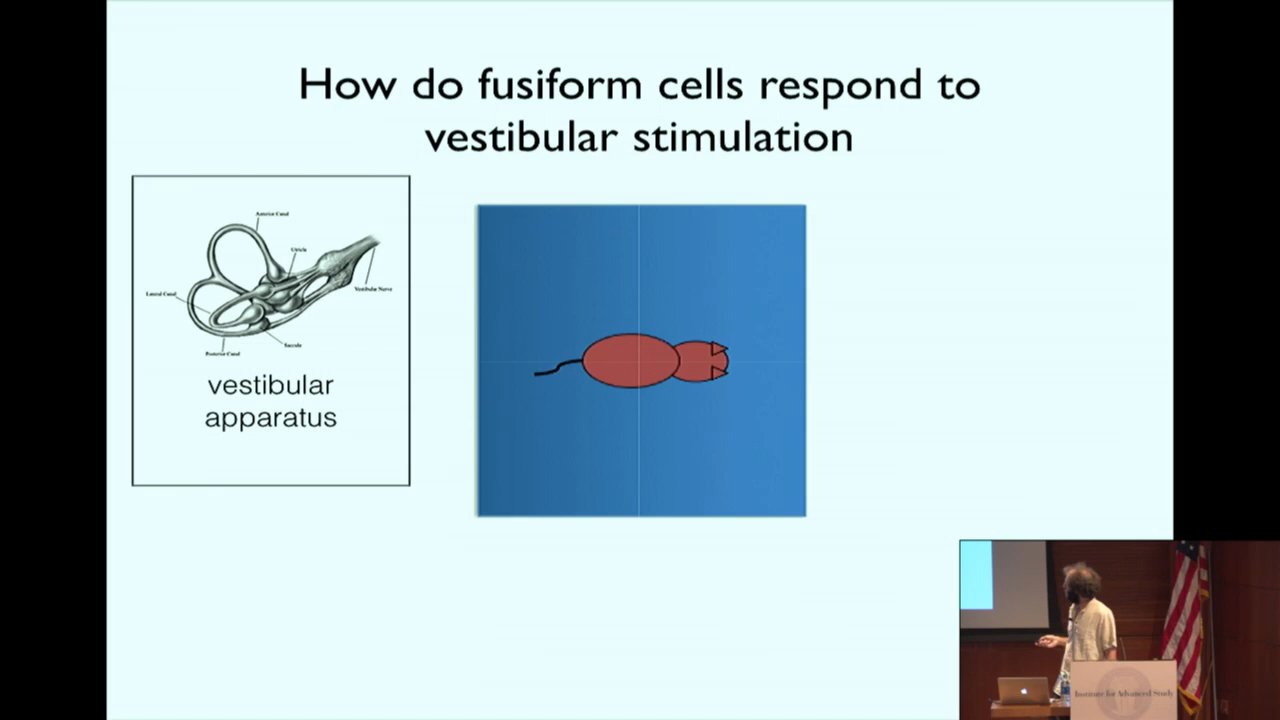 How do fusiform cells respond to
vestibular stimulation
Anterior Canal
Utricle
Lateral Canal
Vestibular Nerve
Saccule
Posterior Canal
vestibular
apparatus
Institute for Advanced Study